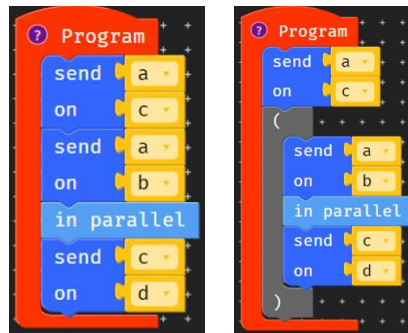 ? Program
send a
on c
send a
on b
in parallel
send c
on d
? Program
send a
on c
(
send a
on b
in parallel
send c
on d
)